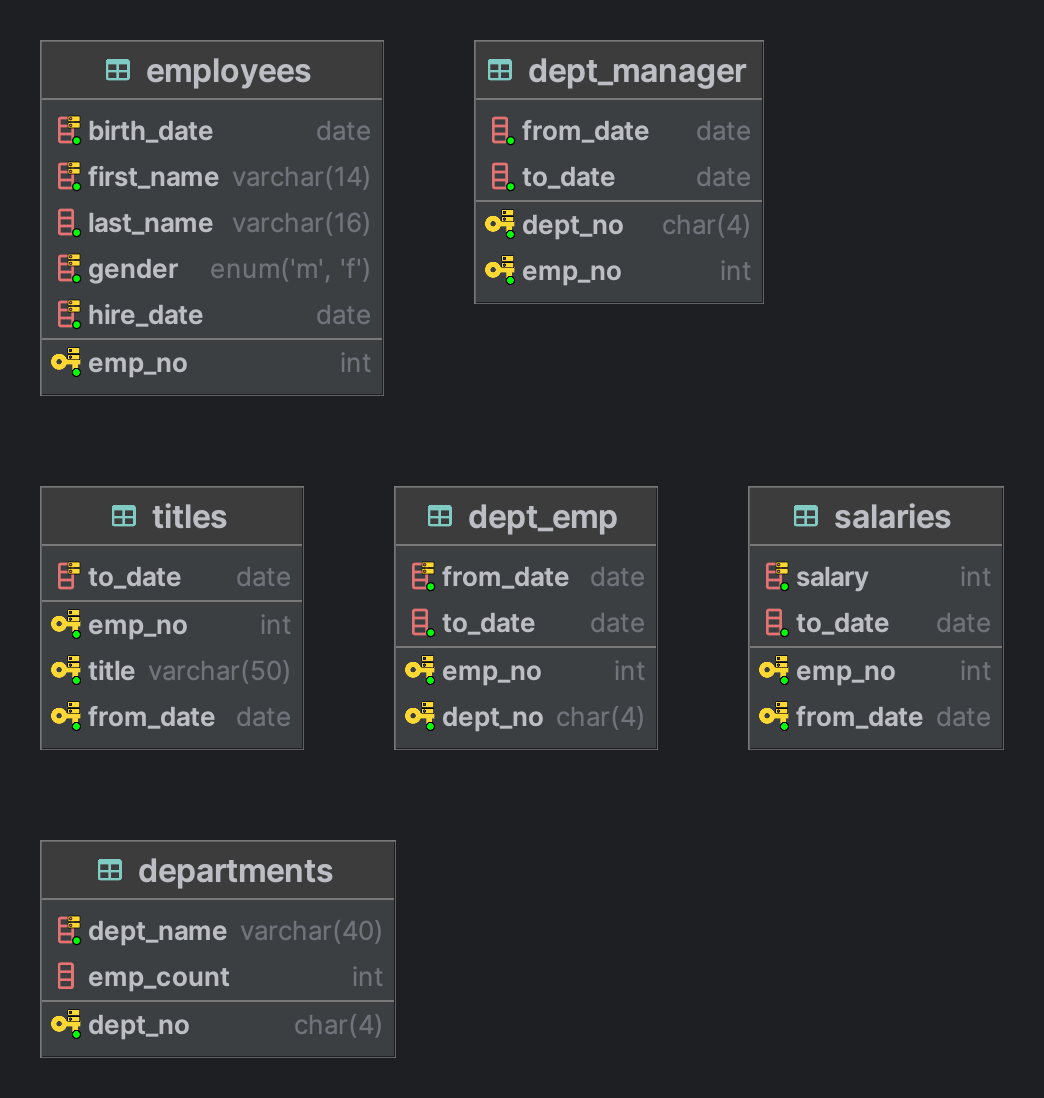 employees
birth_date date
first_name varchar(14)
last_name varchar(16)
gender enum('m', 'f')
hire_date date
emp_no int
dept_manager
from_date date
to_date date
dept_no char(4)
emp_no int
titles
to_date date
emp_no int
title varchar(50)
from_date date
dept_emp
from_date date
to_date date
emp_no int
dept_no char(4)
salaries
salary int
to_date date
emp_no int
from_date date
departments
dept_name varchar(40)
emp_count int
dept_no char(4)